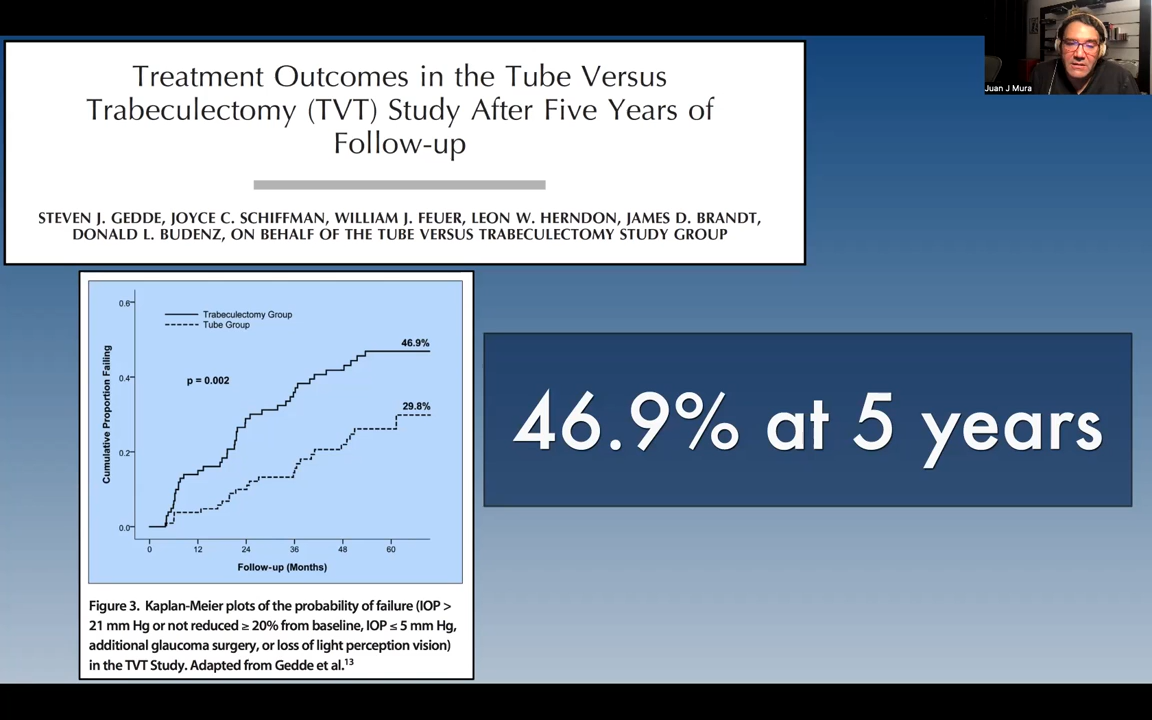 Juan J Mura
Treatment Outcomes in the Tube Versus
Trabeculectomy (TVT) Study After Five Years of
Follow-up
STEVEN J. GEDDE, JOYCE C. SCHIFFMAN, WILLIAM J. FEUER, LEON W. HERNDON, JAMES D. BRANDT,
DONALD L. BUDENZ, ON BEHALF OF THE TUBE VERSUS TRABECULECTOMY STUDY GROUP
Trabeculectomy Group
Tube Group
p = 0.002
46.9%
29.8%
Cumulative Proportion Failing
0.6
0.4
0.2
0.0
0 12 24 36 48 60
Follow-up (Months)
Figure 3. Kaplan-Meier plots of the probability of failure (IOP >
21 mm Hg or not reduced ≥ 20% from baseline, IOP ≤ 5 mm Hg,
additional glaucoma surgery, or loss of light perception vision)
in the TVT Study. Adapted from Gedde et al.¹³
46.9% at 5 years